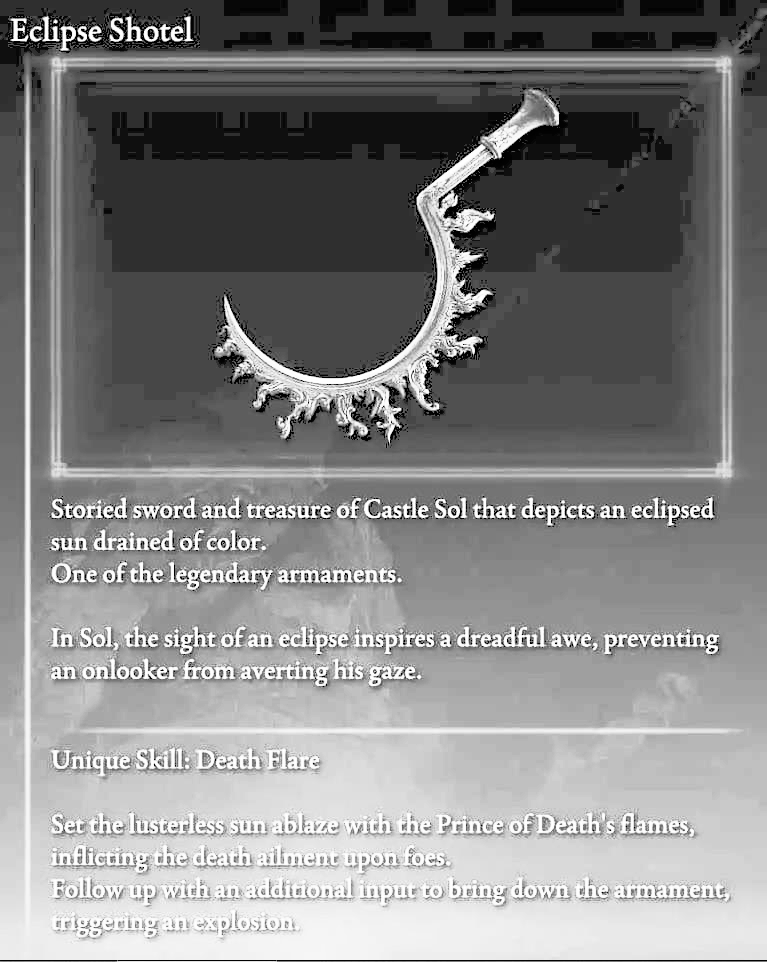 Eclipse Shotel
Storied sword and treasure of Castle Sol that depicts an eclipsed
sun drained of color.
One of the legendary armaments.
In Sol, the sight of an eclipse inspires a dreadful awe, preventing
an onlooker from averting his gaze.
Unique Skill: Death Flare
Set the lusterless sun ablaze with the Prince of Death's flames,
inflicting the death ailment upon foes.
Follow up with an additional input to bring down the armament,
triggering an explosion.